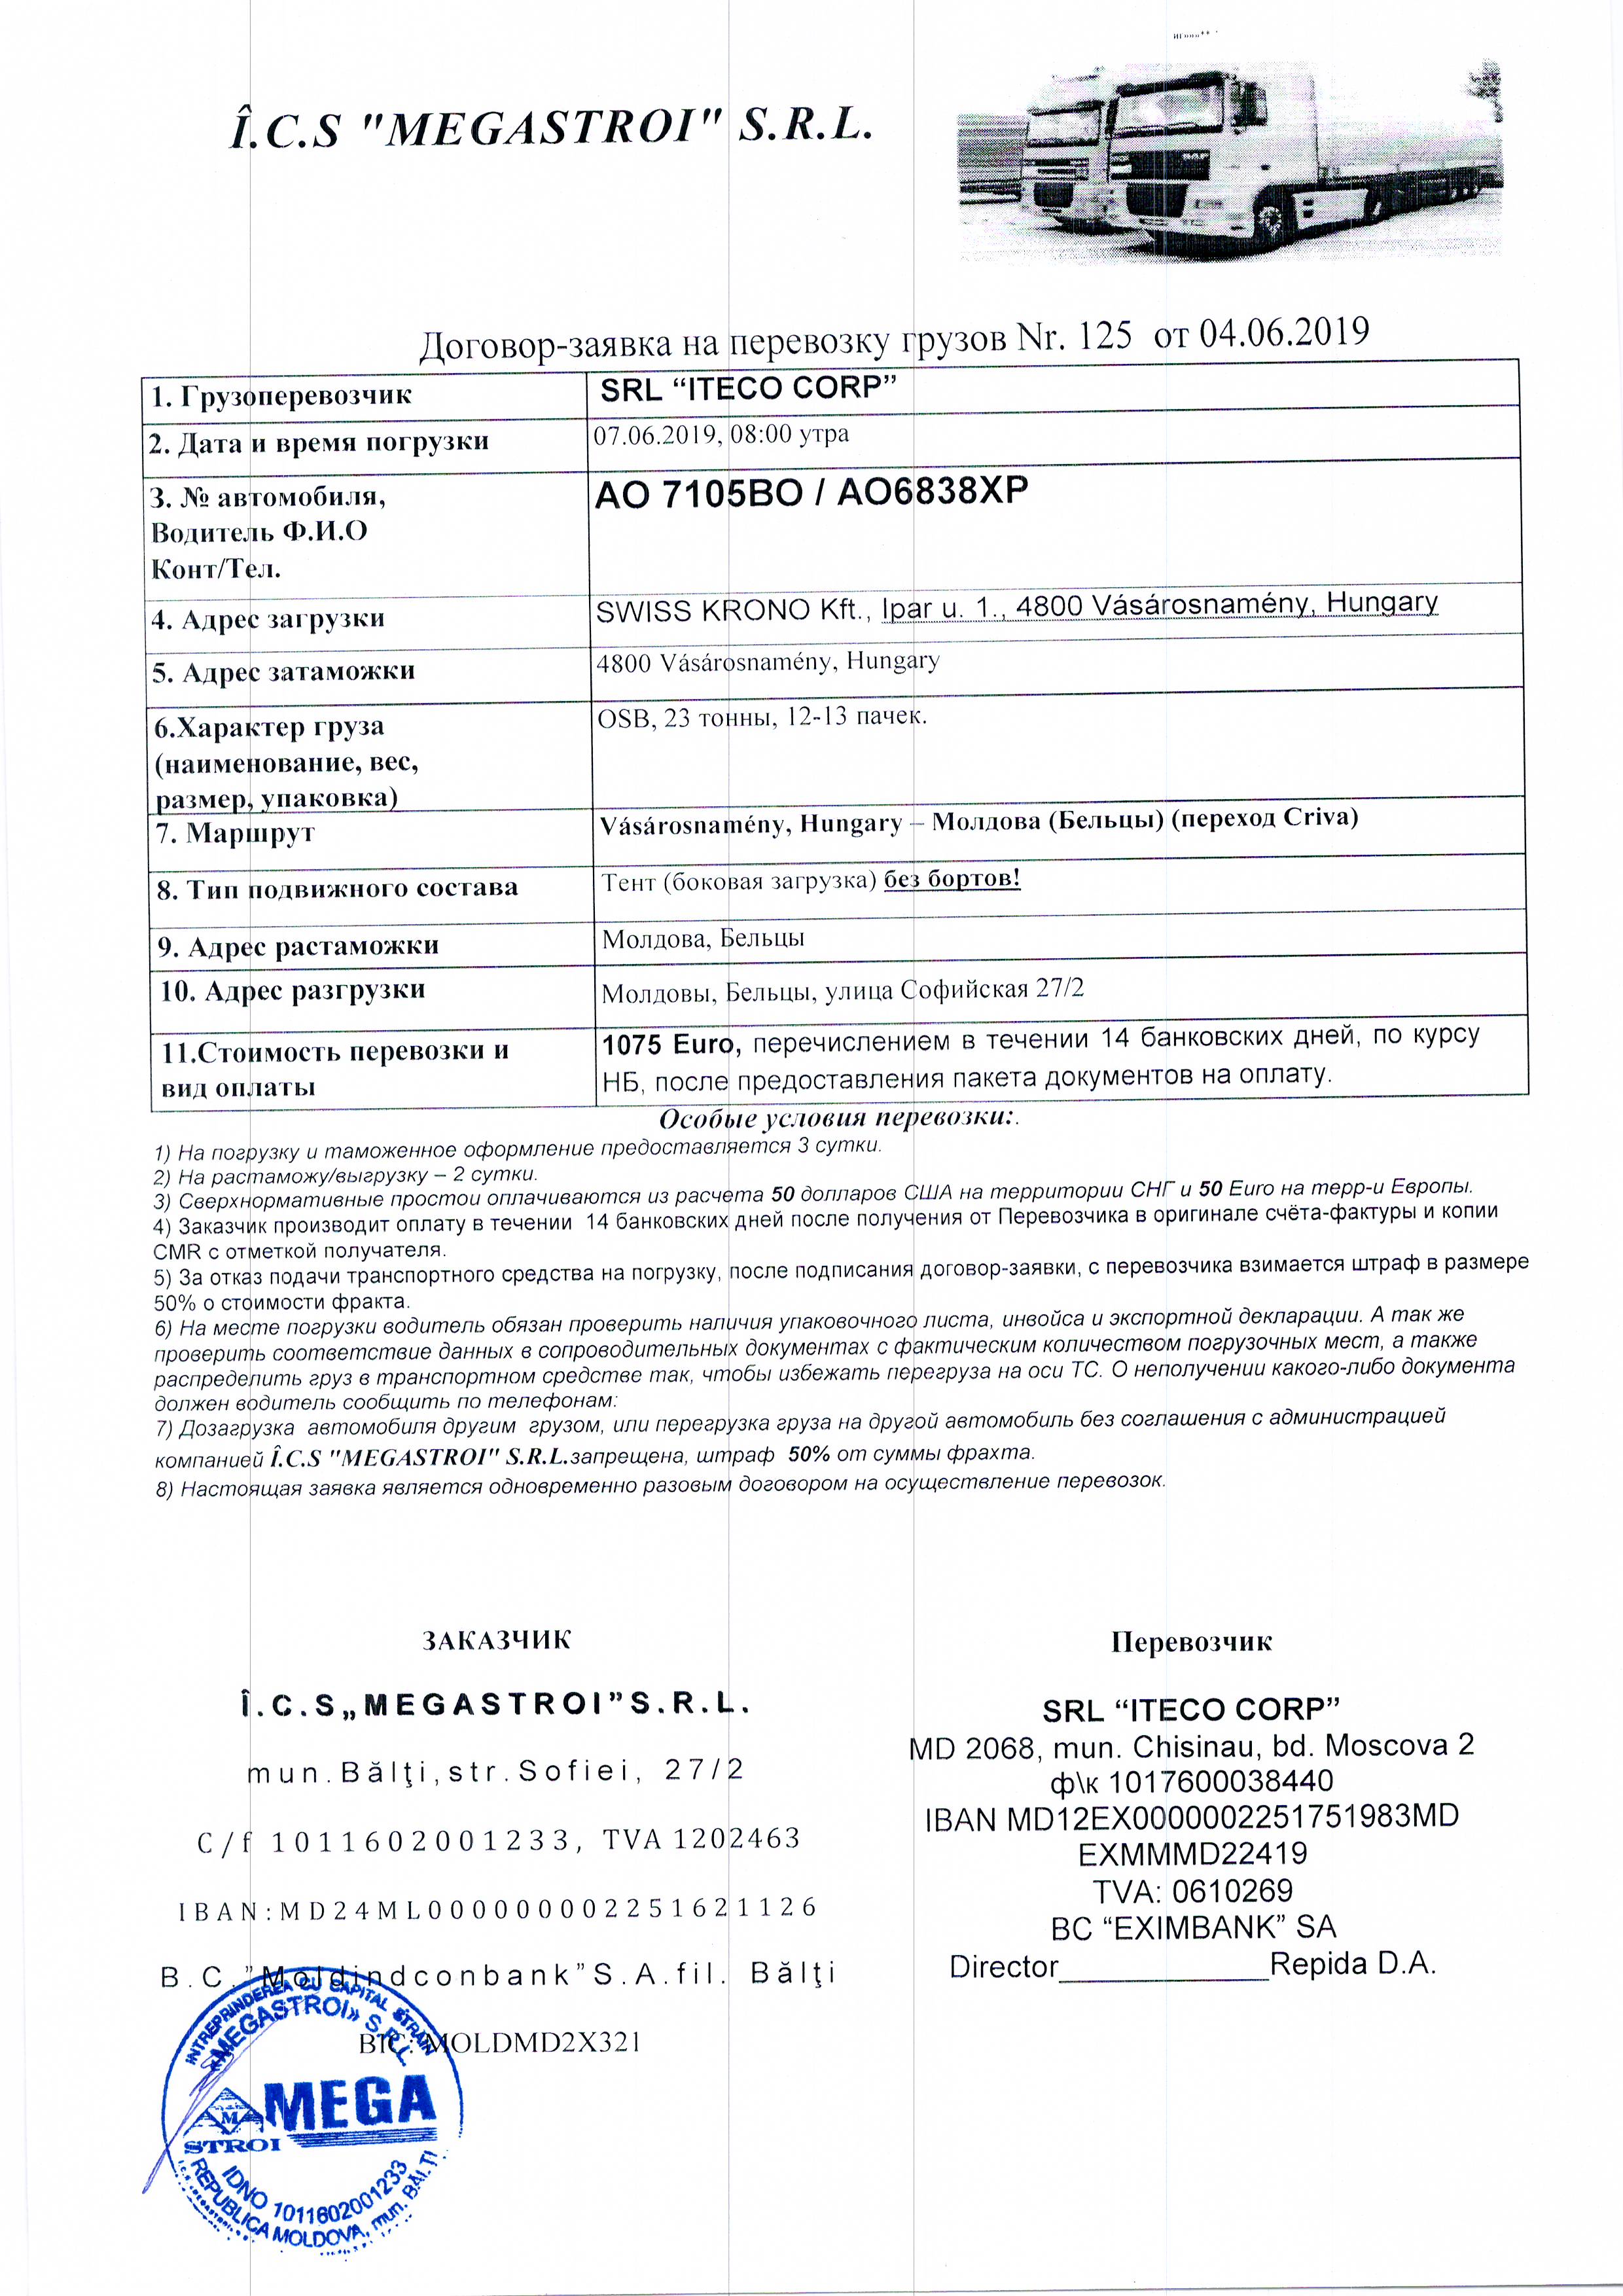 Î.C.S "MEGASTROI" S.R.L.
Договор-заявка на перевозку грузов Nr. 125 от 04.06.2019
1. Грузоперевозчик
SRL “ITECO CORP”
2. Дата и время погрузки
07.06.2019, 08:00 утра
3. № автомобиля,
Водитель Ф.И.О
Конт/Тел.
AO 7105BO / AO6838XP
4. Адрес загрузки
SWISS KRONO Kft., Ipar u. 1., 4800 Vásárosnamény, Hungary
5. Адрес затаможки
4800 Vásárosnamény, Hungary
6.Характер груза
(наименование, вес,
размер, упаковка)
OSB, 23 тонны, 12-13 пачек.
7. Маршрут
Vásárosnamény, Hungary – Молдова (Бельцы) (переход Criva)
8. Тип подвижного состава
Тент (боковая загрузка) без бортов!
9. Адрес растаможки
Молдова, Бельцы
10. Адрес разгрузки
Молдовы, Бельцы, улица Софийская 27/2
11.Стоимость перевозки и
вид оплаты
1075 Euro, перечислением в течении 14 банковских дней, по курсу
НБ, после предоставления пакета документов на оплату.
Особые условия перевозки:.
1) На погрузку и таможенное оформление предоставляется 3 сутки.
2) На растаможу/выгрузку – 2 сутки.
3) Сверхнормативные простои оплачиваются из расчета 50 долларов США на территории СНГ и 50 Euro на терр-и Европы.
4) Заказчик производит оплату в течении 14 банковских дней после получения от Перевозчика в оригинале счёта-фактуры и копии
CMR с отметкой получателя.
5) За отказ подачи транспортного средства на погрузку, после подписания договор-заявки, с перевозчика взимается штраф в размере
50% о стоимости фракта.
6) На месте погрузки водитель обязан проверить наличия упаковочного листа, инвойса и экспортной декларации. А так же
проверить соответствие данных в сопроводительных документах с фактическим количеством погрузочных мест, а также
распределить груз в транспортном средстве так, чтобы избежать перегруза на оси ТС. О неполучении какого-либо документа
должен водитель сообщить по телефонам:
7) Дозагрузка автомобиля другим грузом, или перегрузка груза на другой автомобиль без соглашения с администрацией
компанией Î.C.S "MEGASTROI" S.R.L.запрещена, штраф 50% от суммы фрахта.
8) Настоящая заявка является одновременно разовым договором на осуществление перевозок.
ЗАКАЗЧИК
Î.C.S„MEGASTROI”S.R.L.
mun.Bălţi,str.Sofiei, 27/2
C/f 1011602001233, TVA 1202463
IBAN:MD24ML000000002251621126
B.C.”Moldindconbank”S.A.fil. Bălţi
BIC: MOLDMD2X321
Перевозчик
SRL “ITECO CORP”
MD 2068, mun. Chisinau, bd. Moscova 2
ф\к 1017600038440
IBAN MD12EX0000002251751983MD
EXMMMD22419
TVA: 0610269
BC “EXIMBANK” SA
Director____________Repida D.A.
INTREPRINDEREA CU CAPITAL STRĂIN
«MEGASTROI» S.R.L.
MEGA
STROI
IDNO 1011602001233
REPUBLICA MOLDOVA, mun. BĂLŢI